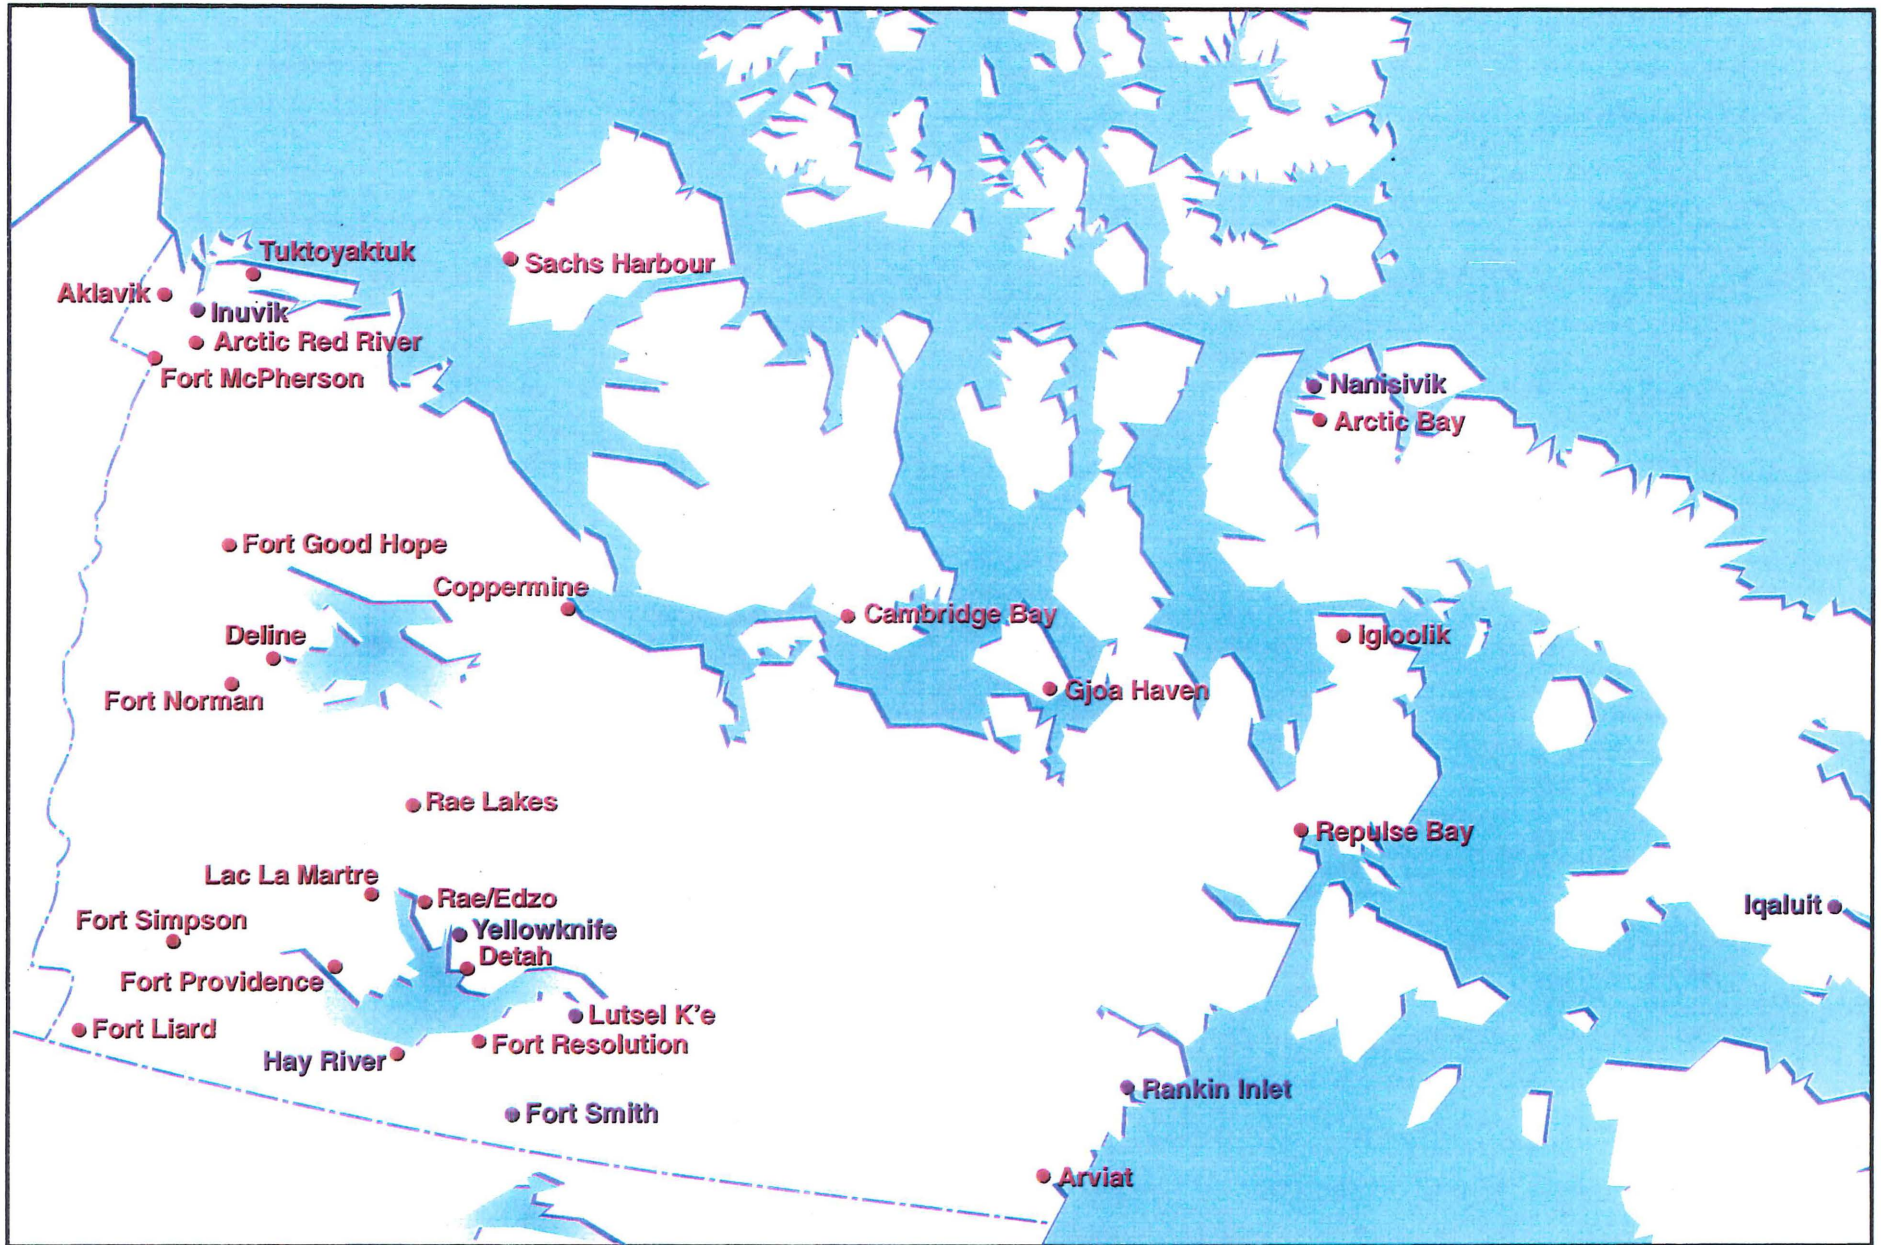 Tuktoyaktuk
Sachs Harbour
Aklavik
Inuvik
Arctic Red River
Fort McPherson
Nanisivik
Arctic Bay
Fort Good Hope
Coppermine
Cambridge Bay
Deline
Igloolik
Fort Norman
Gjoa Haven
Rae Lakes
Repulse Bay
Lac La Martre
Rae/Edzo
Iqaluit
Fort Simpson
Yellowknife
Detah
Fort Providence
Lutsel K'e
Fort Liard
Fort Resolution
Hay River
Rankin Inlet
Fort Smith
Arviat